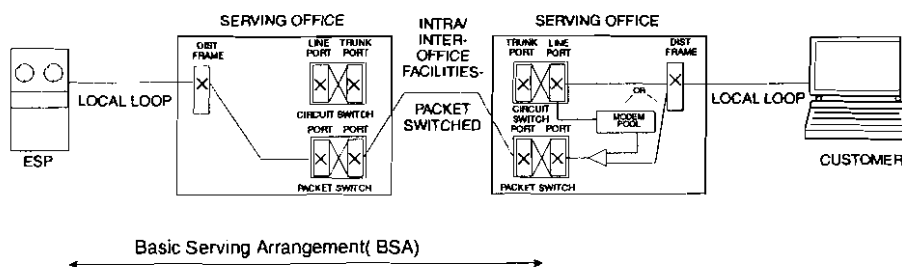 SERVING OFFICE
DIST
FRAME
LINE
PORT
TRUNK
PORT
CIRCUIT SWITCH
PORT PORT
PACKET SWITCH
LOCAL LOOP
ESP
INTRA/
INTER-
OFFICE
FACILITIES-
PACKET
SWITCHED
SERVING OFFICE
TRUNK
PORT
LINE
PORT
DIST
FRAME
CIRCUIT
SWITCH
OR
MODEM
POOL
PORT PORT
PACKET SWITCH
LOCAL LOOP
CUSTOMER
Basic Serving Arrangement( BSA)